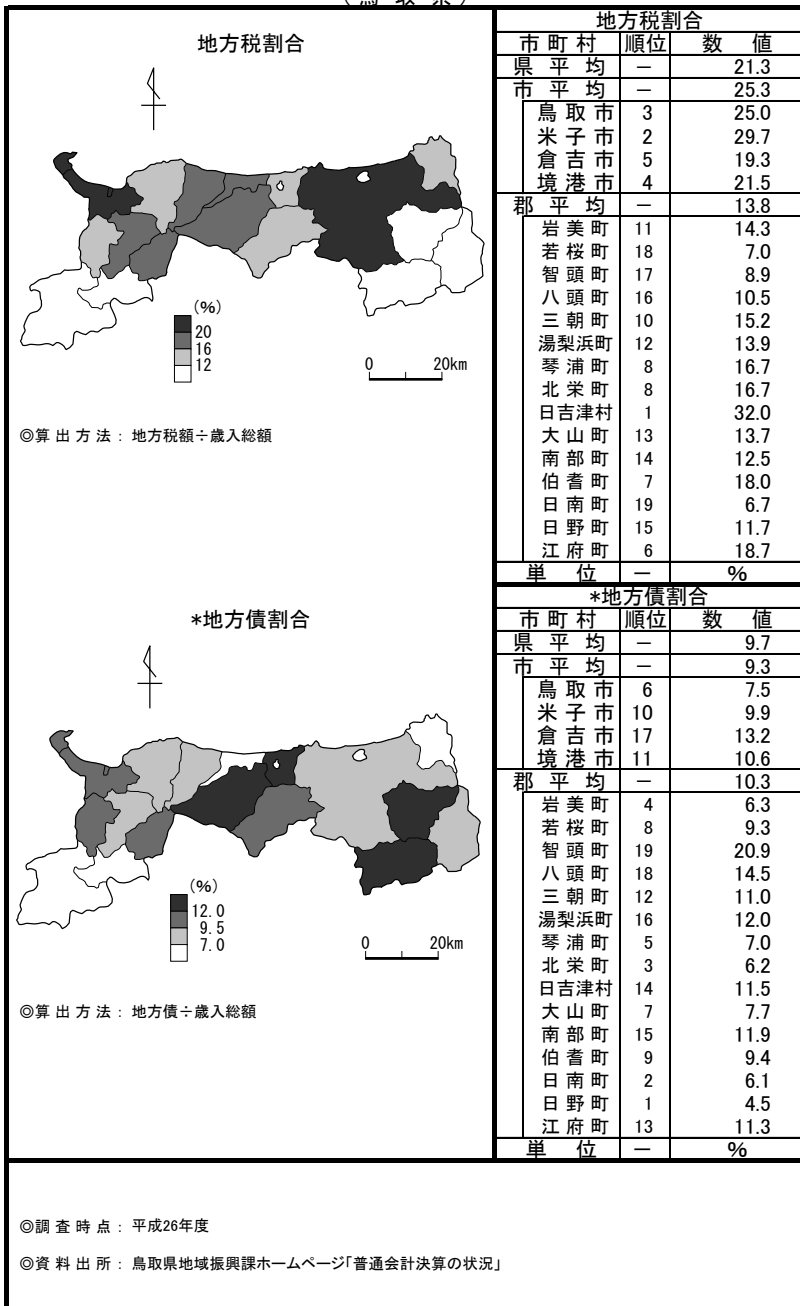 (鳥 取 県)
地方税割合
(%)
20
16
12
0 20km
◎算 出 方 法 : 地方税額÷歳入総額
地方税割合
市 町 村 順位 数 値
県 平 均 － 21.3
市 平 均 － 25.3
鳥 取 市 3 25.0
米 子 市 2 29.7
倉 吉 市 5 19.3
境 港 市 4 21.5
郡 平 均 － 13.8
岩 美 町 11 14.3
若 桜 町 18 7.0
智 頭 町 17 8.9
八 頭 町 16 10.5
三 朝 町 10 15.2
湯梨浜町 12 13.9
琴 浦 町 8 16.7
北 栄 町 8 16.7
日吉津村 1 32.0
大 山 町 13 13.7
南 部 町 14 12.5
伯 耆 町 7 18.0
日 南 町 19 6.7
日 野 町 15 11.7
江 府 町 6 18.7
単 位 － %
*地方債割合
(%)
12.0
9.5
7.0
0 20km
◎算 出 方 法 : 地方債÷歳入総額
*地方債割合
市 町 村 順位 数 値
県 平 均 － 9.7
市 平 均 － 9.3
鳥 取 市 6 7.5
米 子 市 10 9.9
倉 吉 市 17 13.2
境 港 市 11 10.6
郡 平 均 － 10.3
岩 美 町 4 6.3
若 桜 町 8 9.3
智 頭 町 19 20.9
八 頭 町 18 14.5
三 朝 町 12 11.0
湯梨浜町 16 12.0
琴 浦 町 5 7.0
北 栄 町 3 6.2
日吉津村 14 11.5
大 山 町 7 7.7
南 部 町 15 11.9
伯 耆 町 9 9.4
日 南 町 2 6.1
日 野 町 1 4.5
江 府 町 13 11.3
単 位 － %
◎調 査 時 点 : 平成26年度
◎資 料 出 所 : 鳥取県地域振興課ホームページ「普通会計決算の状況」